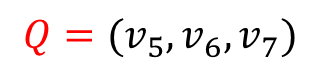 Q = (v₅, v₆, v₇)